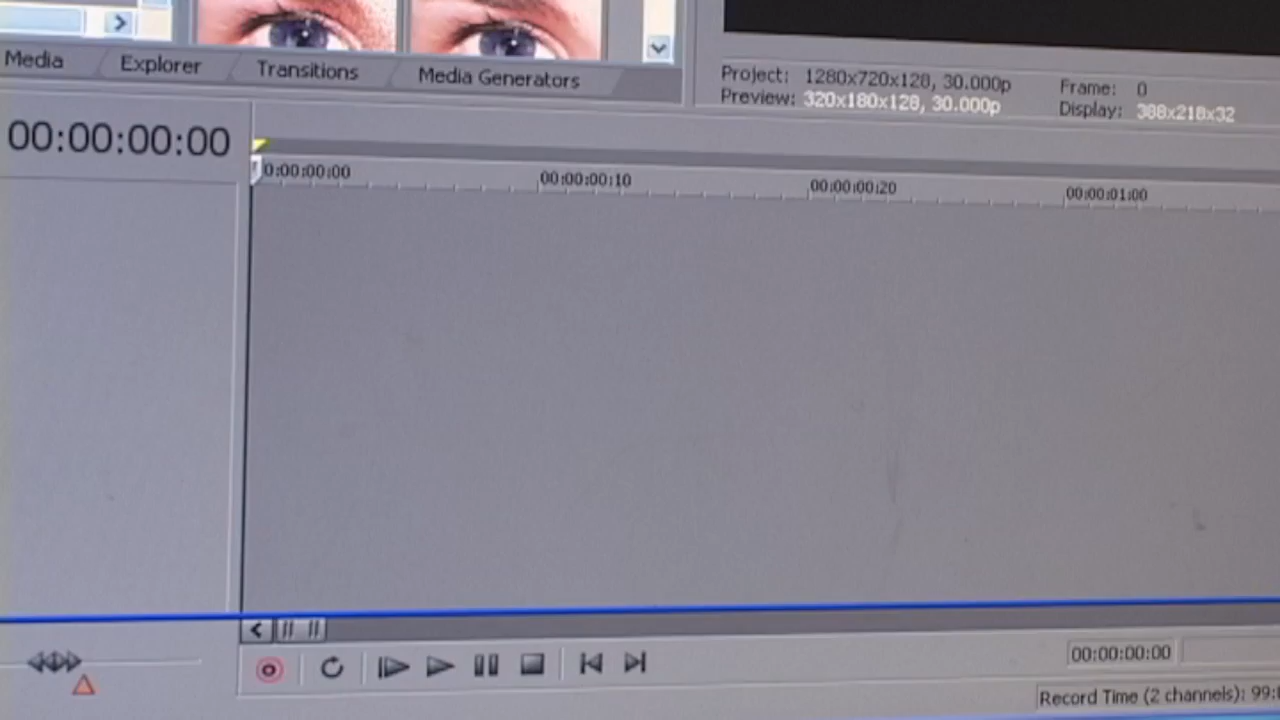 Media Explorer Transitions Media Generators
Project: 1280x720x128, 30.000p Frame: 0
Preview: 320x180x128, 30.000p Display: 388x218x32
00:00:00:00
0:00:00:00 00:00:00:10 00:00:00:20 00:00:01:00
00:00:00:00
Record Time (2 channels): 99: